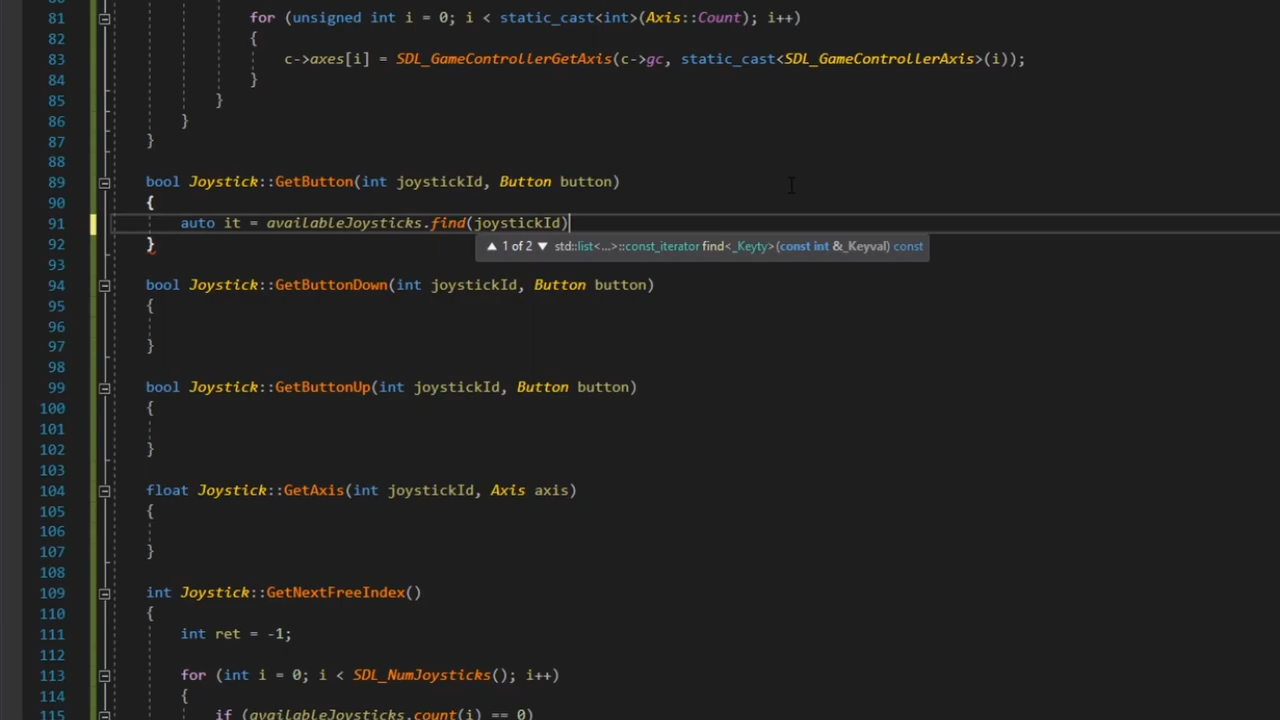 81 for (unsigned int i = 0; i < static_cast<int>(Axis::Count); i++)
82 {
83 c->axes[i] = SDL_GameControllerGetAxis(c->gc, static_cast<SDL_GameControllerAxis>(i));
84 }
85 }
86 }
87 }
88
89 bool Joystick::GetButton(int joystickId, Button button)
90 {
91 auto it = availableJoysticks.find(joystickId)
▲ 1 of 2 ▼ std::list<...>::const_iterator find<_Keyty>(const int &_Keyval) const
92 }
93
94 bool Joystick::GetButtonDown(int joystickId, Button button)
95 {
96
97 }
98
99 bool Joystick::GetButtonUp(int joystickId, Button button)
100 {
101
102 }
103
104 float Joystick::GetAxis(int joystickId, Axis axis)
105 {
106
107 }
108
109 int Joystick::GetNextFreeIndex()
110 {
111 int ret = -1;
112
113 for (int i = 0; i < SDL_NumJoysticks(); i++)
114 {
115 if (availableJoysticks.count(i) == 0)